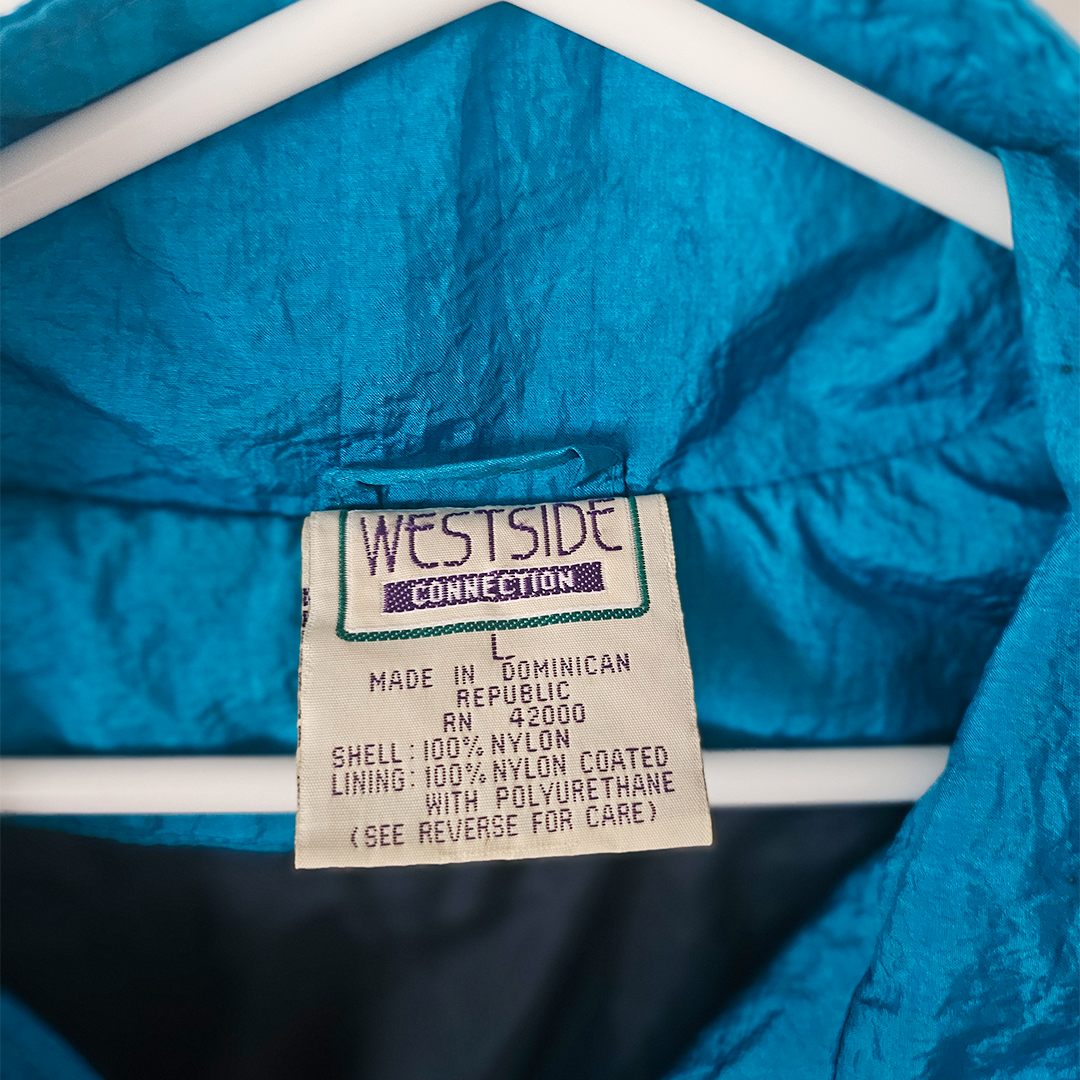 WESTSIDE
CONNECTION
L
MADE IN DOMINICAN
REPUBLIC
RN 42000
SHELL: 100% NYLON
LINING: 100% NYLON COATED
WITH POLYURETHANE
(SEE REVERSE FOR CARE)